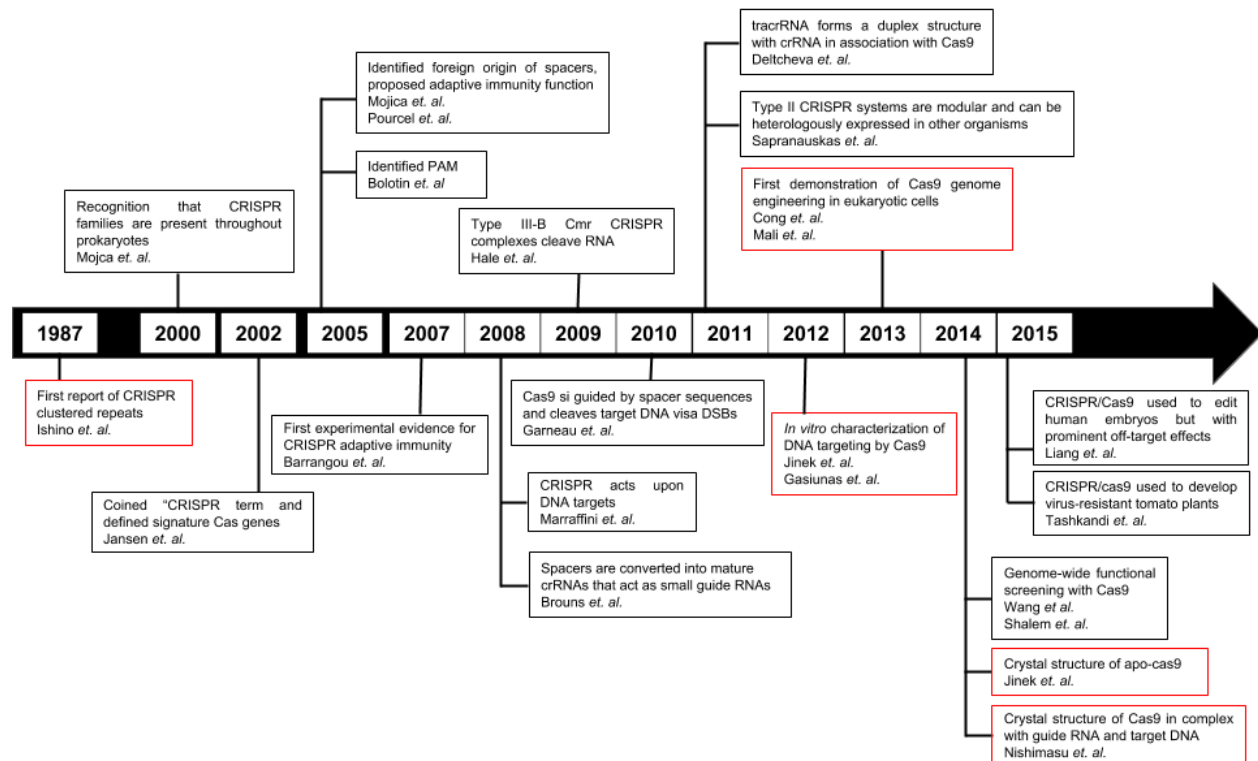 tracrRNA forms a duplex structure
with crRNA in association with Cas9
Deltcheva et. al.
Identified foreign origin of spacers,
proposed adaptive immunity function
Mojica et. al.
Pourcel et. al.
Type II CRISPR systems are modular and can be
heterologously expressed in other organisms
Sapranauskas et. al.
Identified PAM
Bolotin et. al
First demonstration of Cas9 genome
engineering in eukaryotic cells
Cong et. al.
Mali et. al.
Recognition that CRISPR
families are present throughout
prokaryotes
Mojca et. al.
Type III-B Cmr CRISPR
complexes cleave RNA
Hale et. al.
1987 2000 2002 2005 2007 2008 2009 2010 2011 2012 2013 2014 2015
First report of CRISPR
clustered repeats
Ishino et. al.
Coined “CRISPR term and
defined signature Cas genes
Jansen et. al.
First experimental evidence for
CRISPR adaptive immunity
Barrangou et. al.
Cas9 si guided by spacer sequences
and cleaves target DNA visa DSBs
Garneau et. al.
CRISPR acts upon
DNA targets
Marraffini et. al.
Spacers are converted into mature
crRNAs that act as small guide RNAs
Brouns et. al.
In vitro characterization of
DNA targeting by Cas9
Jinek et. al.
Gasiunas et. al.
CRISPR/Cas9 used to edit
human embryos but with
prominent off-target effects
Liang et. al.
CRISPR/cas9 used to develop
virus-resistant tomato plants
Tashkandi et. al.
Genome-wide functional
screening with Cas9
Wang et al.
Shalem et. al.
Crystal structure of apo-cas9
Jinek et. al.
Crystal structure of Cas9 in complex
with guide RNA and target DNA
Nishimasu et. al.